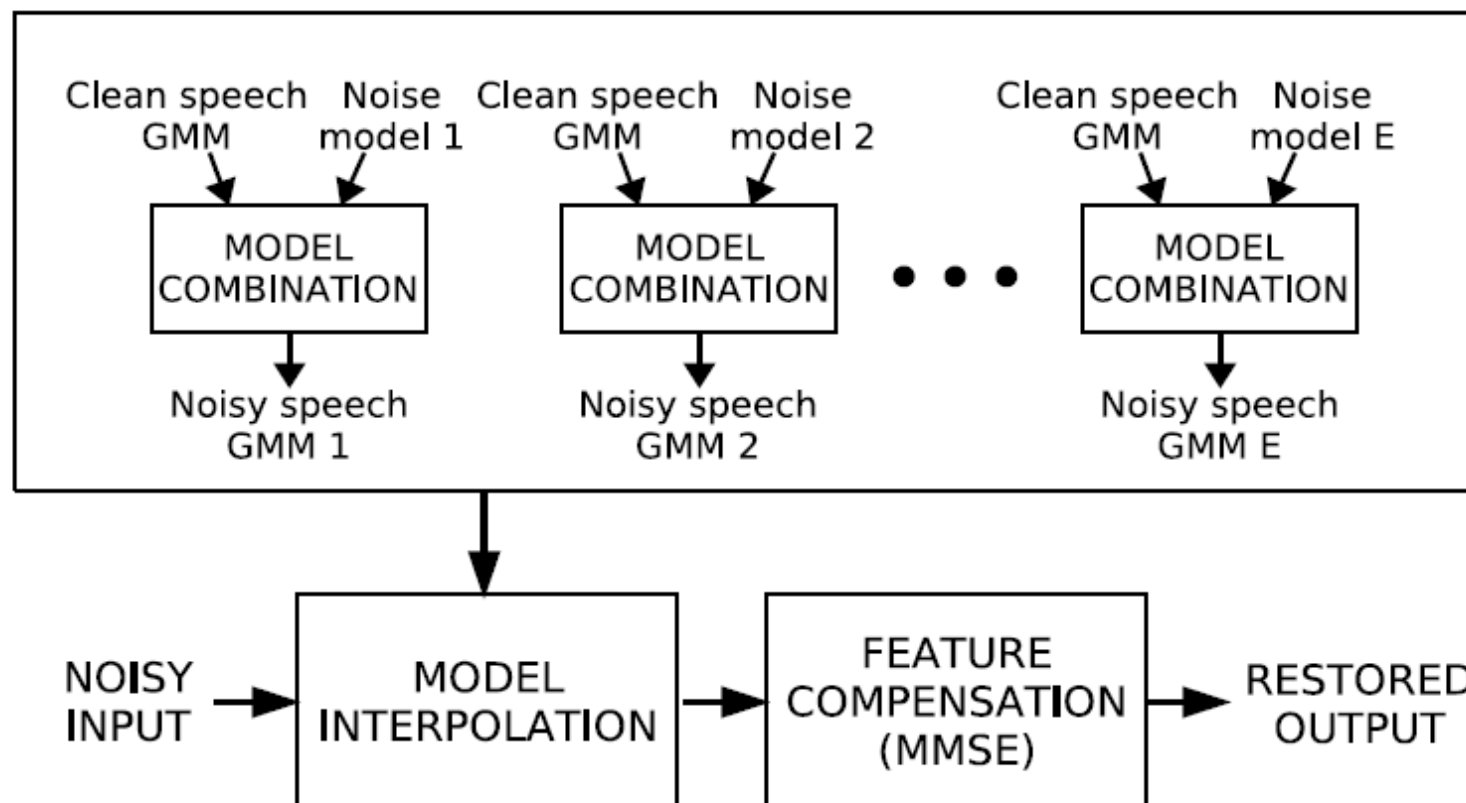 Clean speech GMM
Noise model 1
Clean speech GMM
Noise model 2
Clean speech GMM
Noise model E
MODEL
COMBINATION
MODEL
COMBINATION
MODEL
COMBINATION
Noisy speech
GMM 1
Noisy speech
GMM 2
Noisy speech
GMM E
NOISY
INPUT
MODEL
INTERPOLATION
FEATURE
COMPENSATION
(MMSE)
RESTORED
OUTPUT